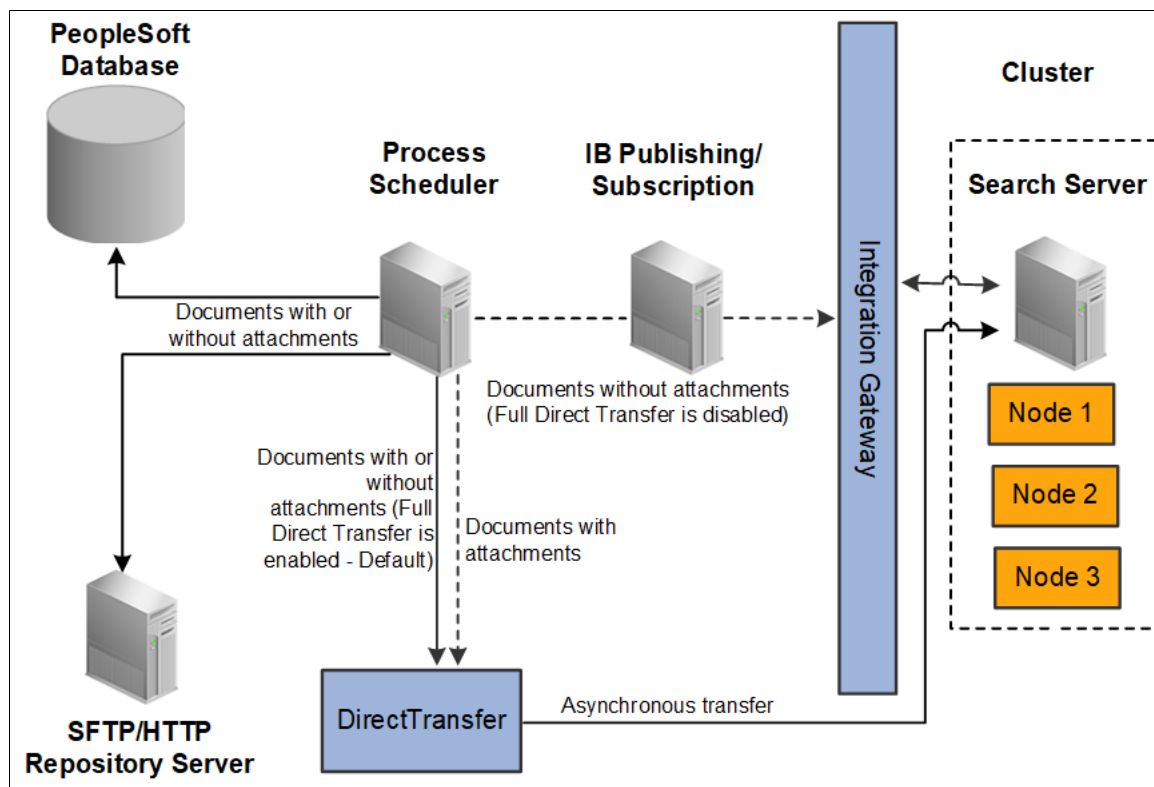 PeopleSoft
Database
Process
Scheduler
IB Publishing/
Subscription
Cluster
Search Server
Integration Gateway
Documents with or
without attachments
Documents without attachments
(Full Direct Transfer is disabled)
Node 1
Node 2
Node 3
Documents with or
without
attachments (Full
Direct Transfer is
enabled - Default)
Documents with
attachments
SFTP/HTTP
Repository Server
DirectTransfer
Asynchronous transfer